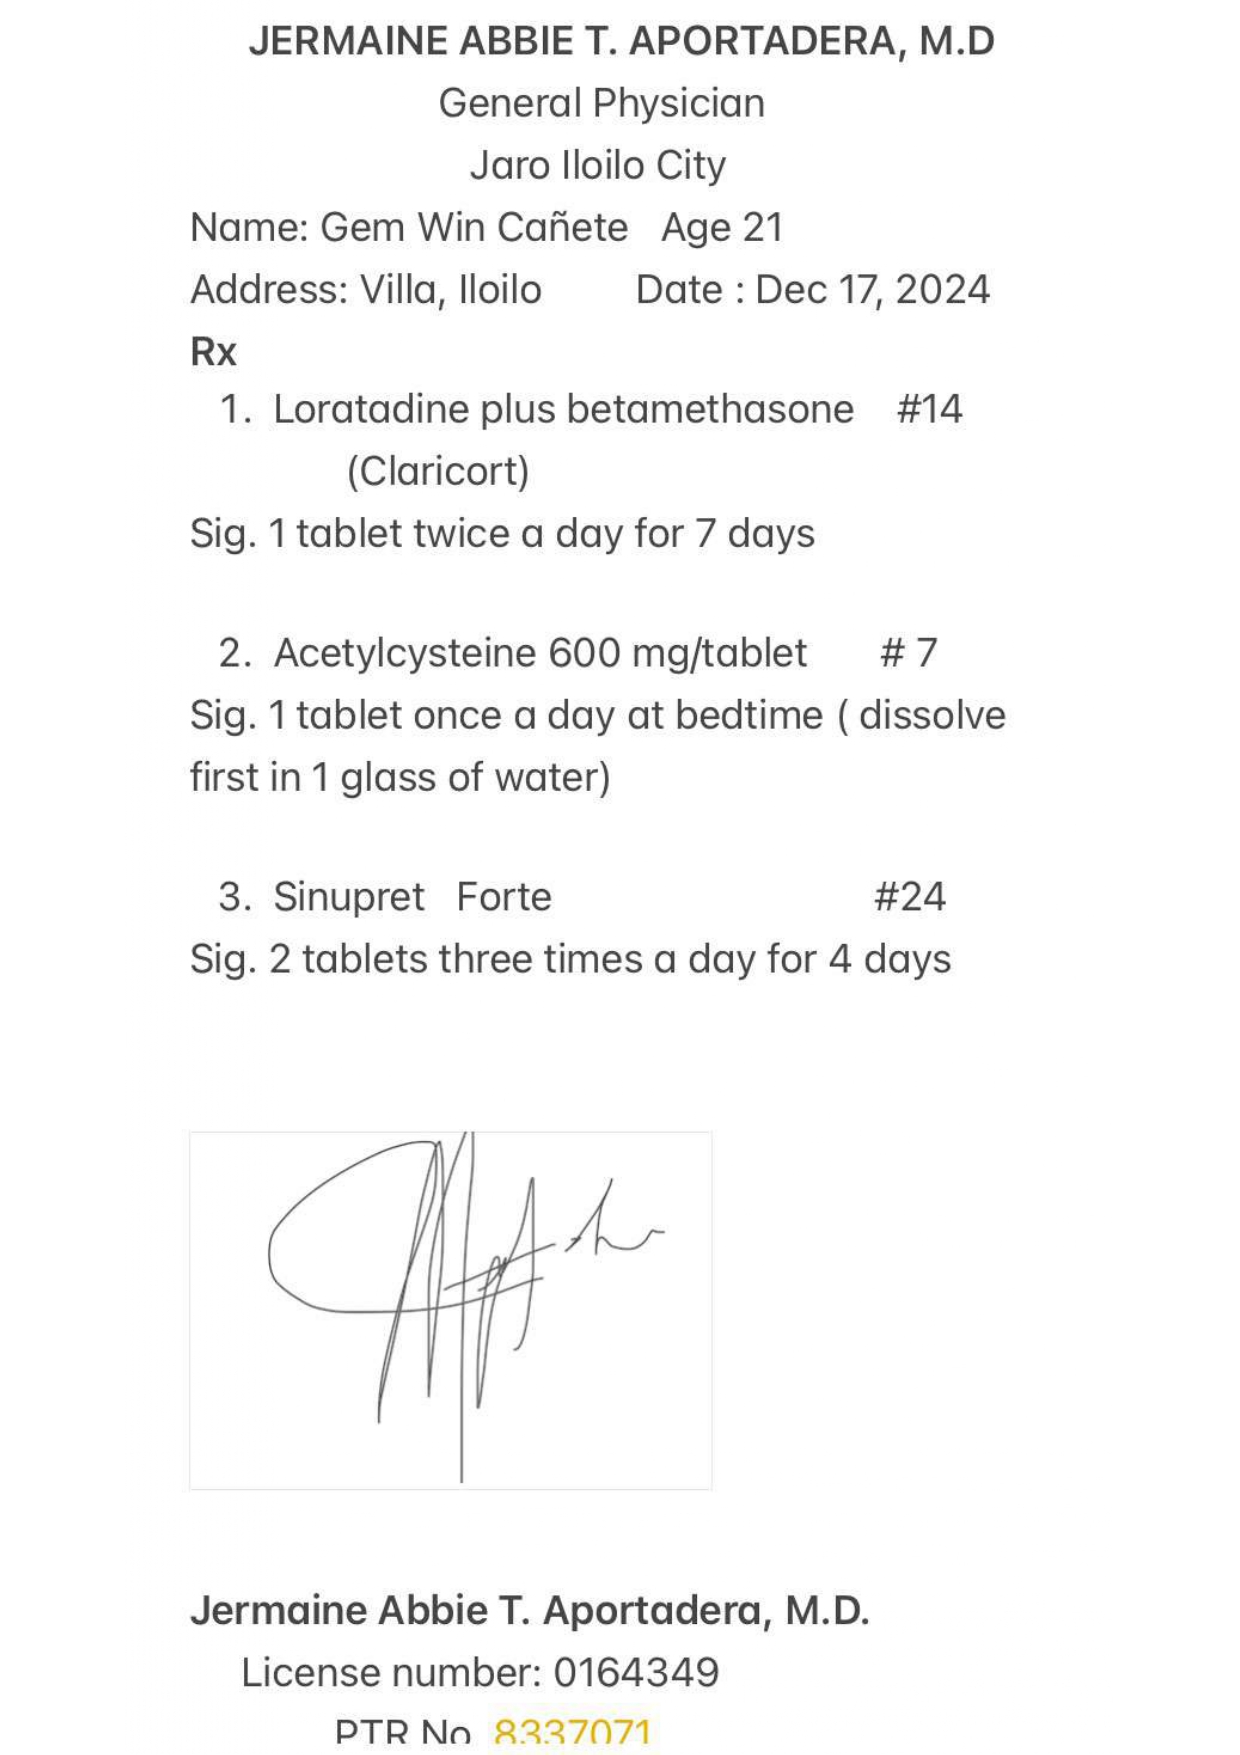 JERMAINE ABBIE T. APORTADERA, M.D
General Physician
Jaro Iloilo City
Name: Gem Win Cañete Age 21
Address: Villa, Iloilo Date : Dec 17, 2024
Rx
1. Loratadine plus betamethasone #14
(Claricort)
Sig. 1 tablet twice a day for 7 days
2. Acetylcysteine 600 mg/tablet # 7
Sig. 1 tablet once a day at bedtime ( dissolve
first in 1 glass of water)
3. Sinupret Forte #24
Sig. 2 tablets three times a day for 4 days
Jermaine Abbie T. Aportadera, M.D.
License number: 0164349
PTR No 8337071